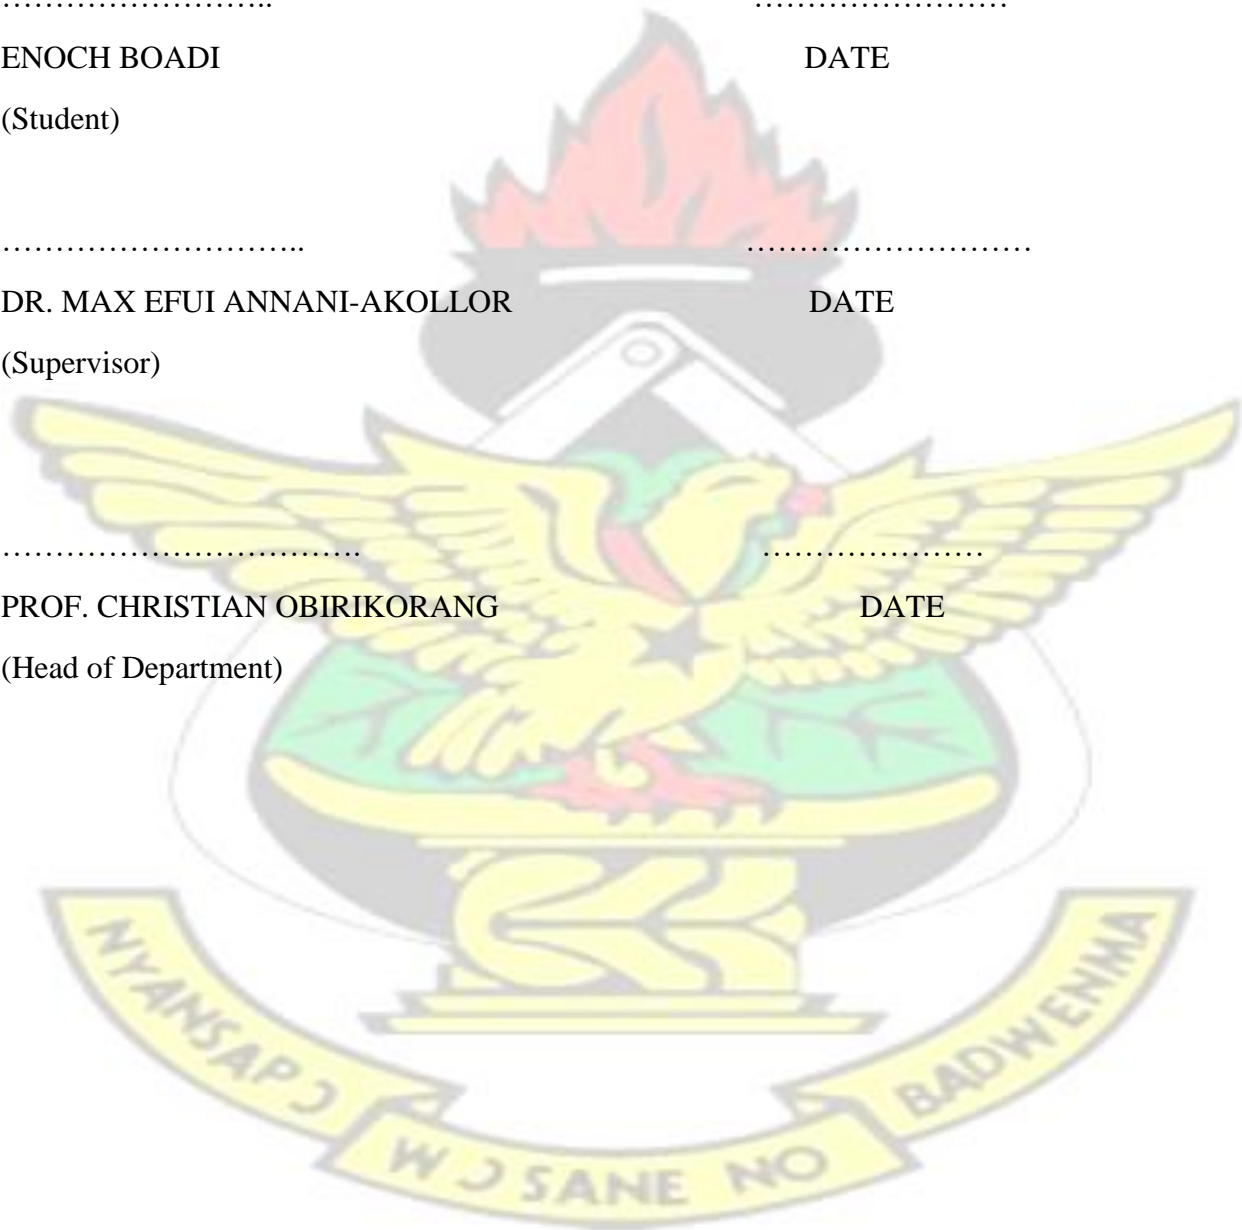 ……………………..                    ……………………
ENOCH BOADI                    DATE
(Student)
………………………..                    ………………………
DR. MAX EFUI ANNANI-AKOLLOR                    DATE
(Supervisor)
…………………….……….                    …………………
PROF. CHRISTIAN OBIRIKORANG                    DATE
(Head of Department)
NYANSAPƆ
WƆSANE NO
BADWENMA